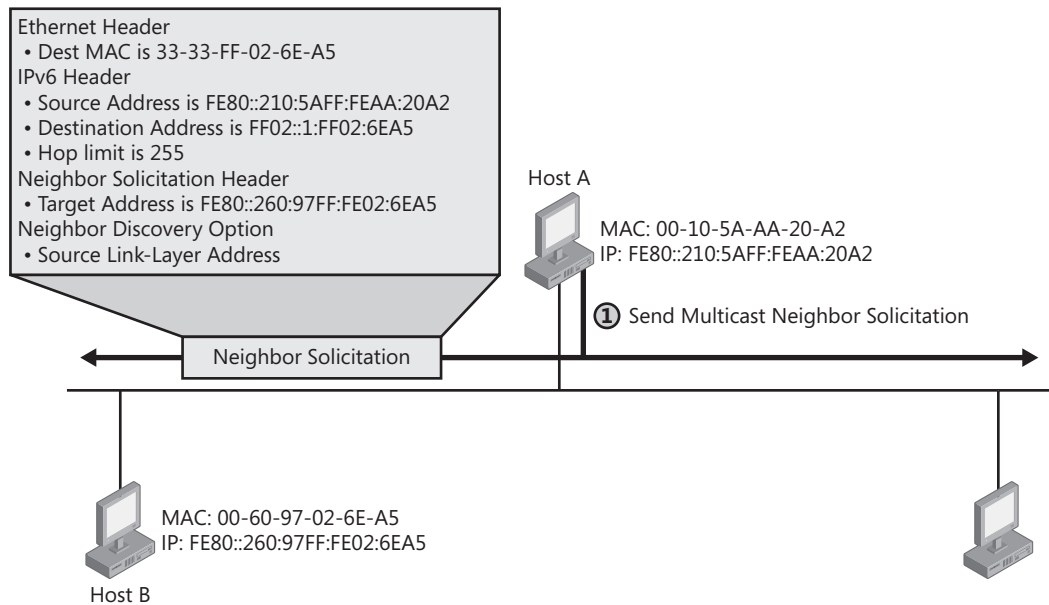 Ethernet Header
• Dest MAC is 33-33-FF-02-6E-A5
IPv6 Header
• Source Address is FE80::210:5AFF:FEAA:20A2
• Destination Address is FF02::1:FF02:6EA5
• Hop limit is 255
Neighbor Solicitation Header
• Target Address is FE80::260:97FF:FE02:6EA5
Neighbor Discovery Option
• Source Link-Layer Address
Host A
MAC: 00-10-5A-AA-20-A2
IP: FE80::210:5AFF:FEAA:20A2
① Send Multicast Neighbor Solicitation
Neighbor Solicitation
MAC: 00-60-97-02-6E-A5
IP: FE80::260:97FF:FE02:6EA5
Host B